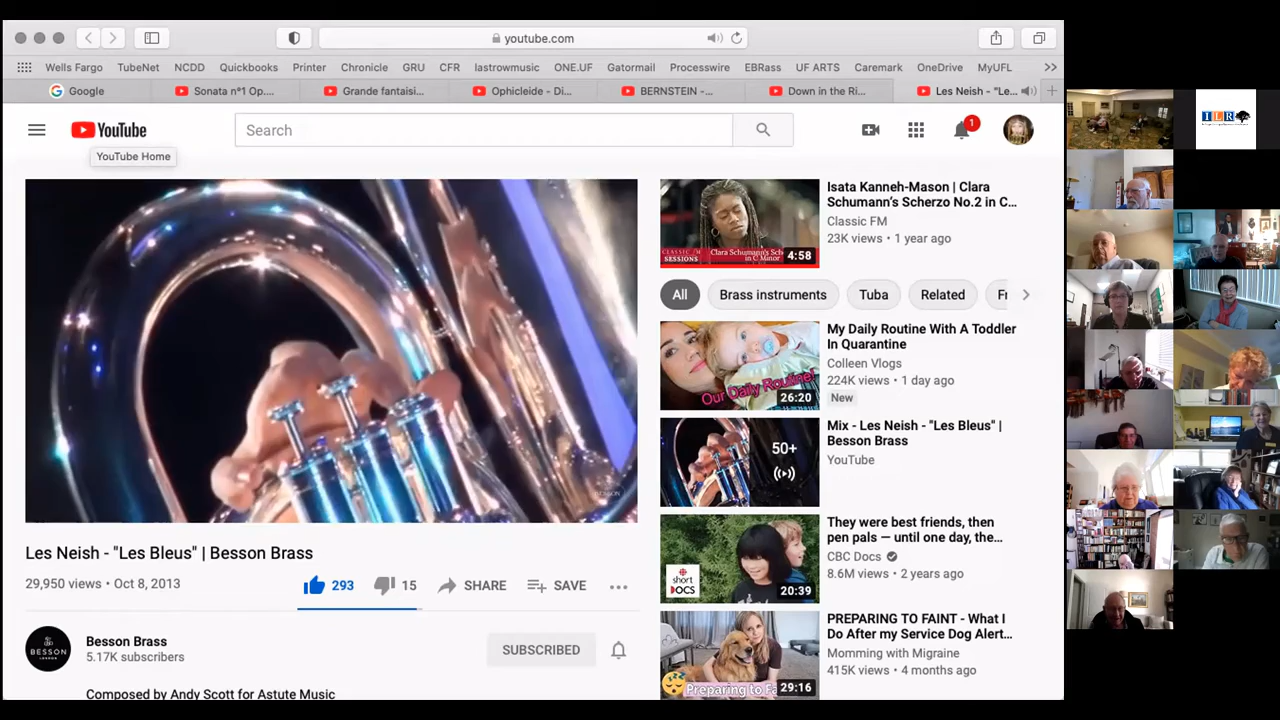 youtube.com
Wells Fargo TubeNet NCDD Quickbooks Printer Chronicle GRU CFR lastrowmusic ONE.UF Gatormail Processwire EBRass UF ARTS Caremark OneDrive MyUFL
Google Sonata nº1 Op.... Grande fantaisi... Ophicleide - Di... BERNSTEIN -... Down in the Ri... Les Neish - "Le...
YouTube
Search
1
YouTube Home
Isata Kanneh-Mason | Clara
Schumann's Scherzo No.2 in C...
Classic FM
23K views • 1 year ago
4:58
All Brass instruments Tuba Related
My Daily Routine With A Toddler
In Quarantine
Colleen Vlogs
224K views • 1 day ago
New
Our Daily Routine!
26:20
Mix - Les Neish - "Les Bleus" |
Besson Brass
YouTube
50+
They were best friends, then
pen pals — until one day, the...
CBC Docs
8.6M views • 2 years ago
short
DOCS
20:39
PREPARING TO FAINT - What I
Do After my Service Dog Alert...
Momming with Migraine
415K views • 4 months ago
Preparing to Fa
29:16
BESSON
Les Neish - "Les Bleus" | Besson Brass
29,950 views • Oct 8, 2013
293 15 SHARE SAVE
BESSON
Besson Brass
5.17K subscribers
SUBSCRIBED
Composed by Andy Scott for Astute Music
ILR